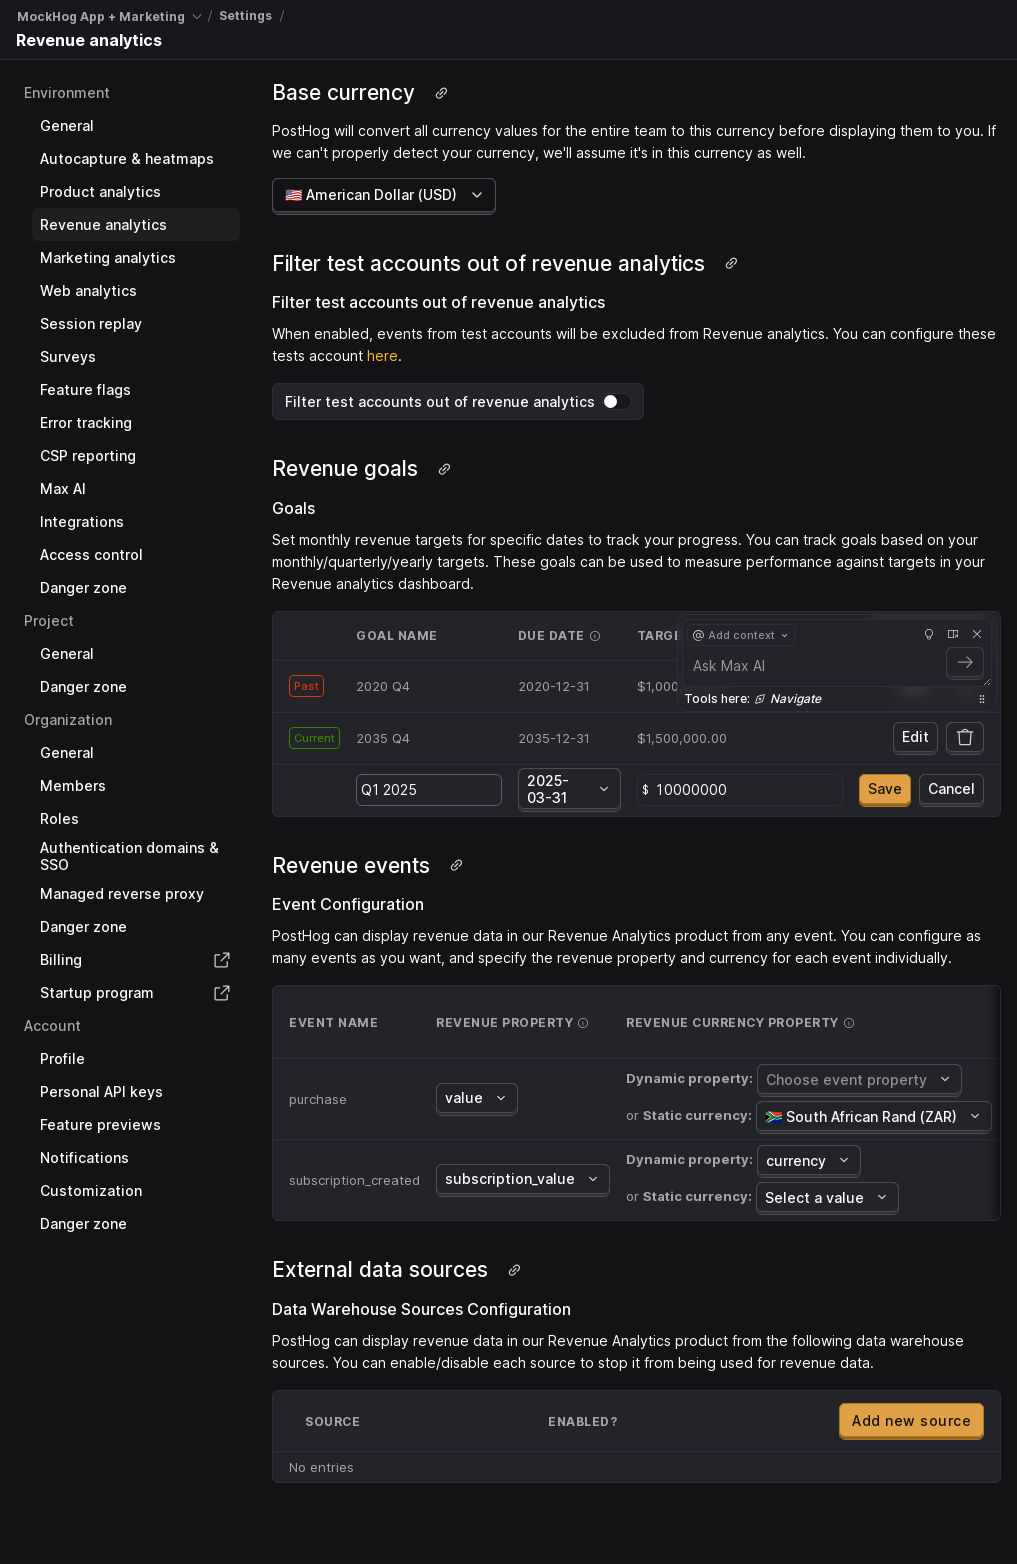 MockHog App + Marketing / Settings /
Revenue analytics
Environment
General
Autocapture & heatmaps
Product analytics
Revenue analytics
Marketing analytics
Web analytics
Session replay
Surveys
Feature flags
Error tracking
CSP reporting
Max AI
Integrations
Access control
Danger zone
Project
General
Danger zone
Organization
General
Members
Roles
Authentication domains &
SSO
Managed reverse proxy
Danger zone
Billing
Startup program
Account
Profile
Personal API keys
Feature previews
Notifications
Customization
Danger zone
Base currency
PostHog will convert all currency values for the entire team to this currency before displaying them to you. If
we can't properly detect your currency, we'll assume it's in this currency as well.
🇺🇸 American Dollar (USD)
Filter test accounts out of revenue analytics
Filter test accounts out of revenue analytics
When enabled, events from test accounts will be excluded from Revenue analytics. You can configure these
tests account here.
Filter test accounts out of revenue analytics
Revenue goals
Goals
Set monthly revenue targets for specific dates to track your progress. You can track goals based on your
monthly/quarterly/yearly targets. These goals can be used to measure performance against targets in your
Revenue analytics dashboard.
GOAL NAME DUE DATE
@ Add context
Ask Max AI
Tools here: Navigate
Past 2020 Q4 2020-12-31
Current 2035 Q4 2035-12-31 $1,500,000.00 Edit
Q1 2025 2025-
03-31 $ 10000000 Save Cancel
Revenue events
Event Configuration
PostHog can display revenue data in our Revenue Analytics product from any event. You can configure as
many events as you want, and specify the revenue property and currency for each event individually.
EVENT NAME REVENUE PROPERTY REVENUE CURRENCY PROPERTY
purchase value Dynamic property: Choose event property
or Static currency: 🇿🇦 South African Rand (ZAR)
subscription_created subscription_value Dynamic property: currency
or Static currency: Select a value
External data sources
Data Warehouse Sources Configuration
PostHog can display revenue data in our Revenue Analytics product from the following data warehouse
sources. You can enable/disable each source to stop it from being used for revenue data.
SOURCE ENABLED? Add new source
No entries